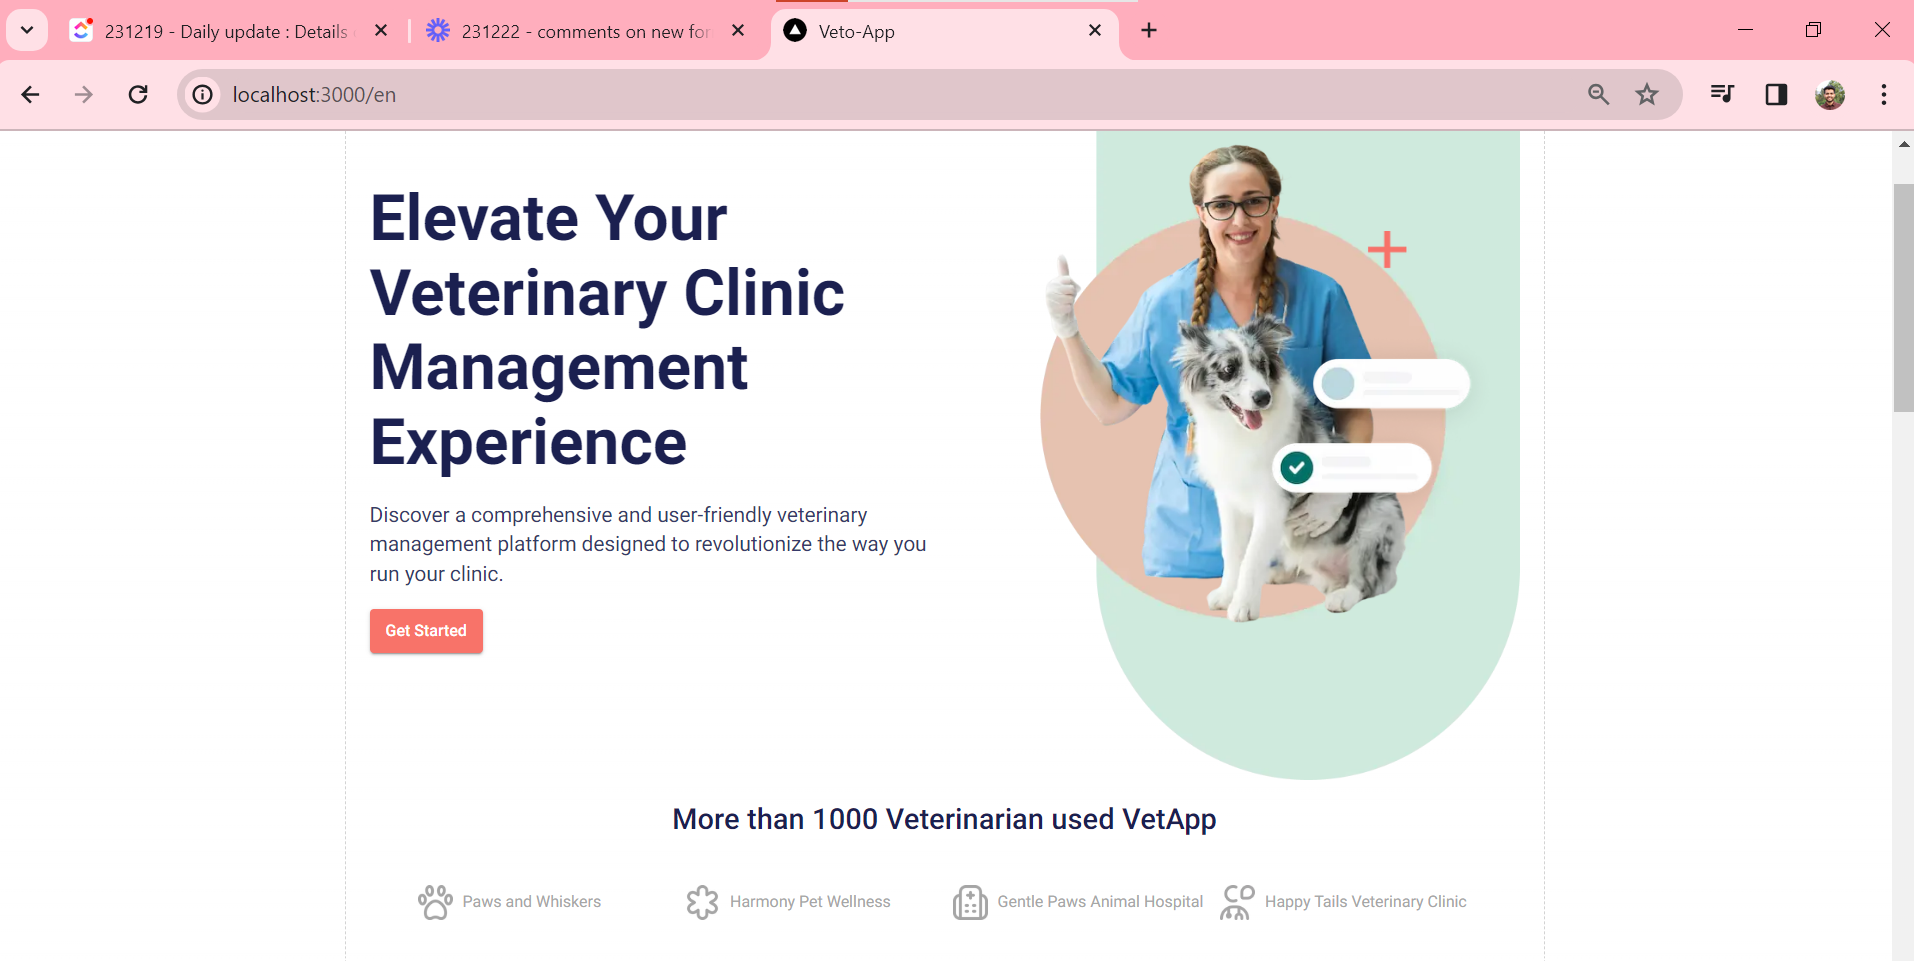 231219 - Daily update : Details
231222 - comments on new for
Veto-App
localhost:3000/en
Elevate Your
Veterinary Clinic
Management
Experience
Discover a comprehensive and user-friendly veterinary
management platform designed to revolutionize the way you
run your clinic.
Get Started
More than 1000 Veterinarian used VetApp
Paws and Whiskers
Harmony Pet Wellness
Gentle Paws Animal Hospital
Happy Tails Veterinary Clinic